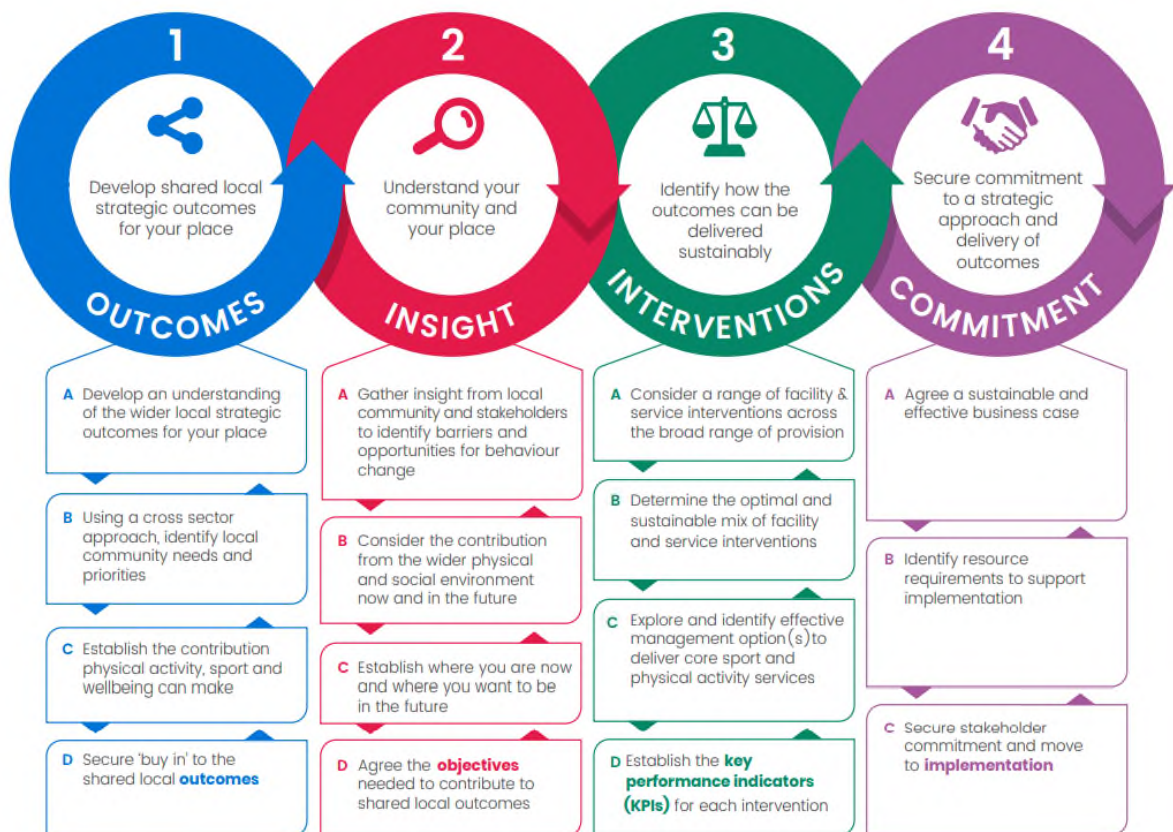 1
Develop shared local
strategic outcomes
for your place
OUTCOMES
A Develop an understanding
of the wider local strategic
outcomes for your place
B Using a cross sector
approach, identify local
community needs and
priorities
C Establish the contribution
physical activity, sport and
wellbeing can make
D Secure 'buy in' to the
shared local outcomes
2
Understand your
community and
your place
INSIGHT
A Gather insight from local
community and stakeholders
to identify barriers and
opportunities for behaviour
change
B Consider the contribution
from the wider physical
and social environment
now and in the future
C Establish where you are now
and where you want to be
in the future
D Agree the objectives
needed to contribute to
shared local outcomes
3
Identify how the
outcomes can be
delivered
sustainably
INTERVENTIONS
A Consider a range of facility &
service interventions across
the broad range of provision
B Determine the optimal and
sustainable mix of facility
and service interventions
C Explore and identify effective
management option(s)to
deliver core sport and
physical activity services
D Establish the key
performance indicators
(KPIs) for each intervention
4
Secure commitment
to a strategic
approach and
delivery of
outcomes
COMMITMENT
A Agree a sustainable and
effective business case
B Identify resource
requirements to support
implementation
C Secure stakeholder
commitment and move
to implementation